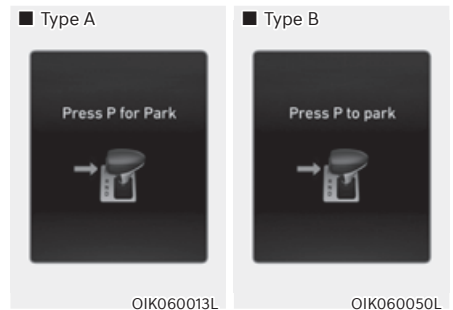 ■ Type A
Press P for Park
OIK060013L
■ Type B
Press P to park
OIK060050L